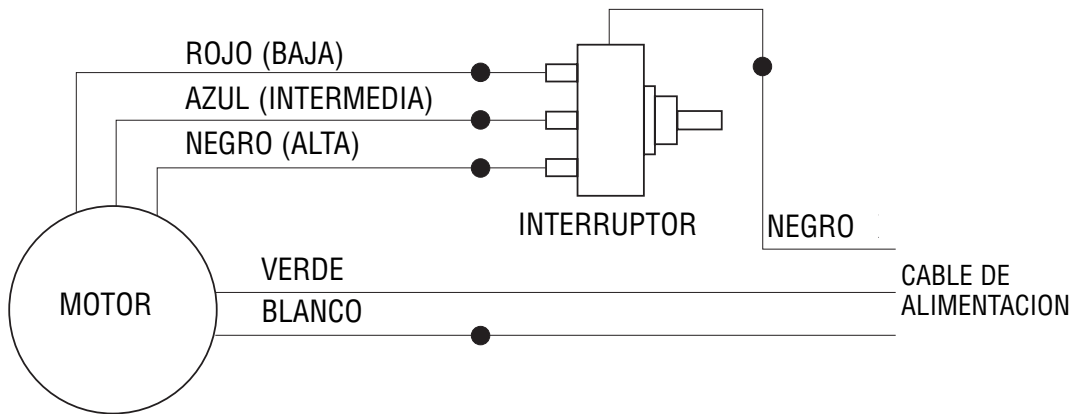 ROJO (BAJA)
AZUL (INTERMEDIA)
NEGRO (ALTA)
INTERRUPTOR
NEGRO
VERDE
BLANCO
MOTOR
CABLE DE
ALIMENTACION